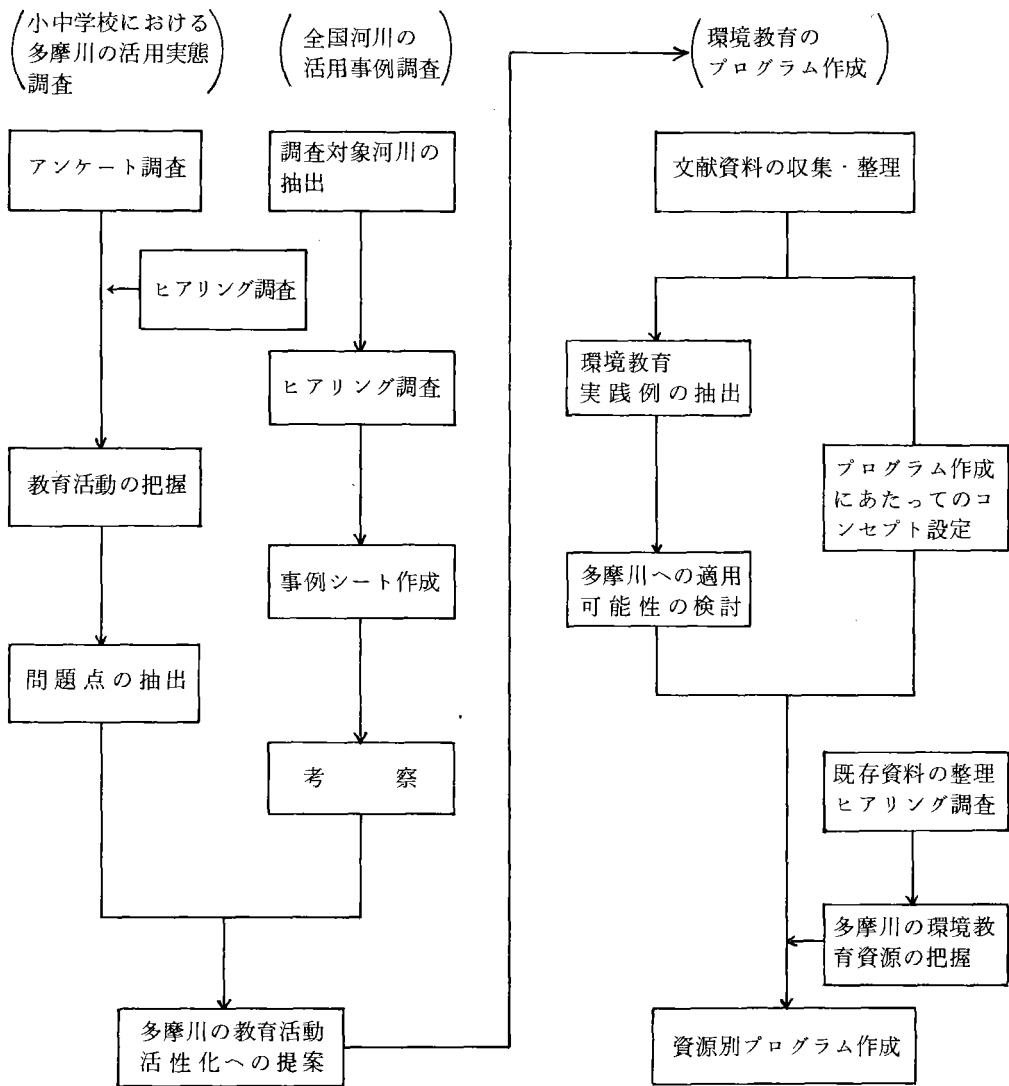 小中学校における
多摩川の活用実態
調査
全国河川の
活用事例調査
環境教育の
プログラム作成
アンケート調査
調査対象河川の
抽出
ヒアリング調査
ヒアリング調査
教育活動の把握
事例シート作成
問題点の抽出
考　　察
多摩川の教育活動
活性化への提案
文献資料の収集・整理
環境教育
実践例の抽出
プログラム作成
にあたってのコ
ンセプト設定
多摩川への適用
可能性の検討
既存資料の整理
ヒアリング調査
多摩川の環境教
育資源の把握
資源別プログラム作成